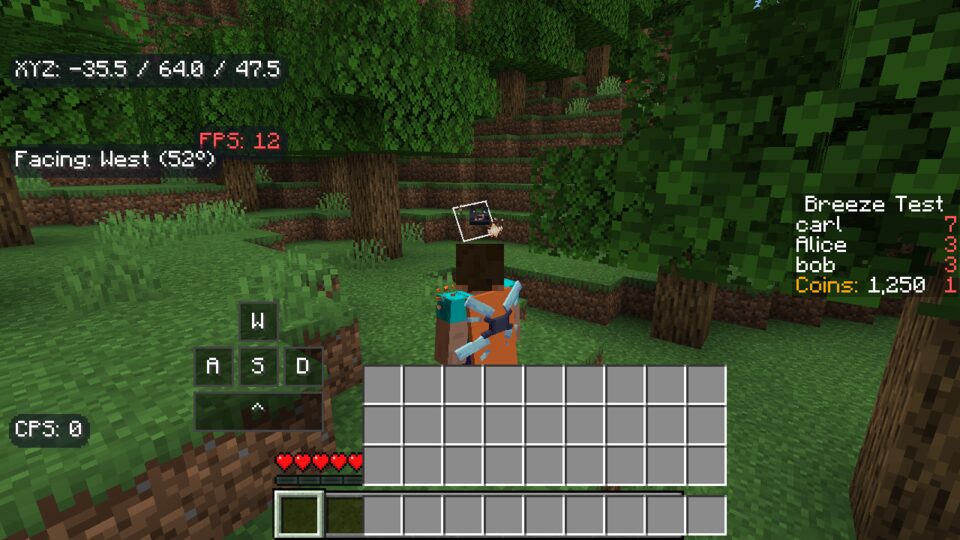 XYZ: -35.5 / 64.0 / 47.5
FPS: 12
Facing: West (52º)
Breeze Test
carl 7
Alice 3
bob 3
Coins: 1,250 1
W
A S D
^
CPS: 0